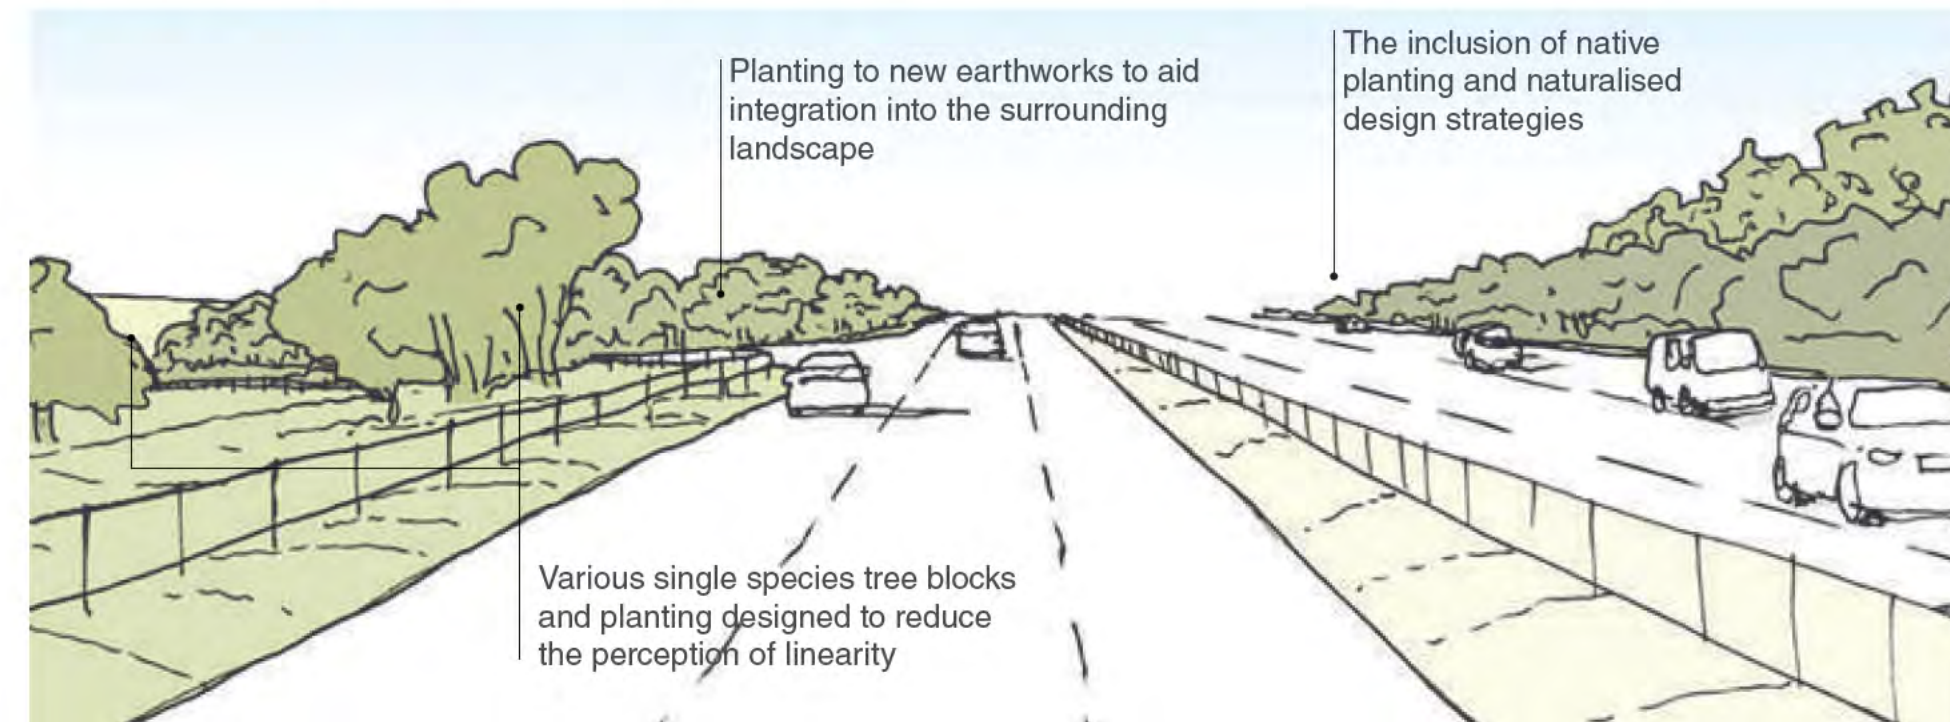 Planting to new earthworks to aid
integration into the surrounding
landscape
The inclusion of native
planting and naturalised
design strategies
Various single species tree blocks
and planting designed to reduce
the perception of linearity